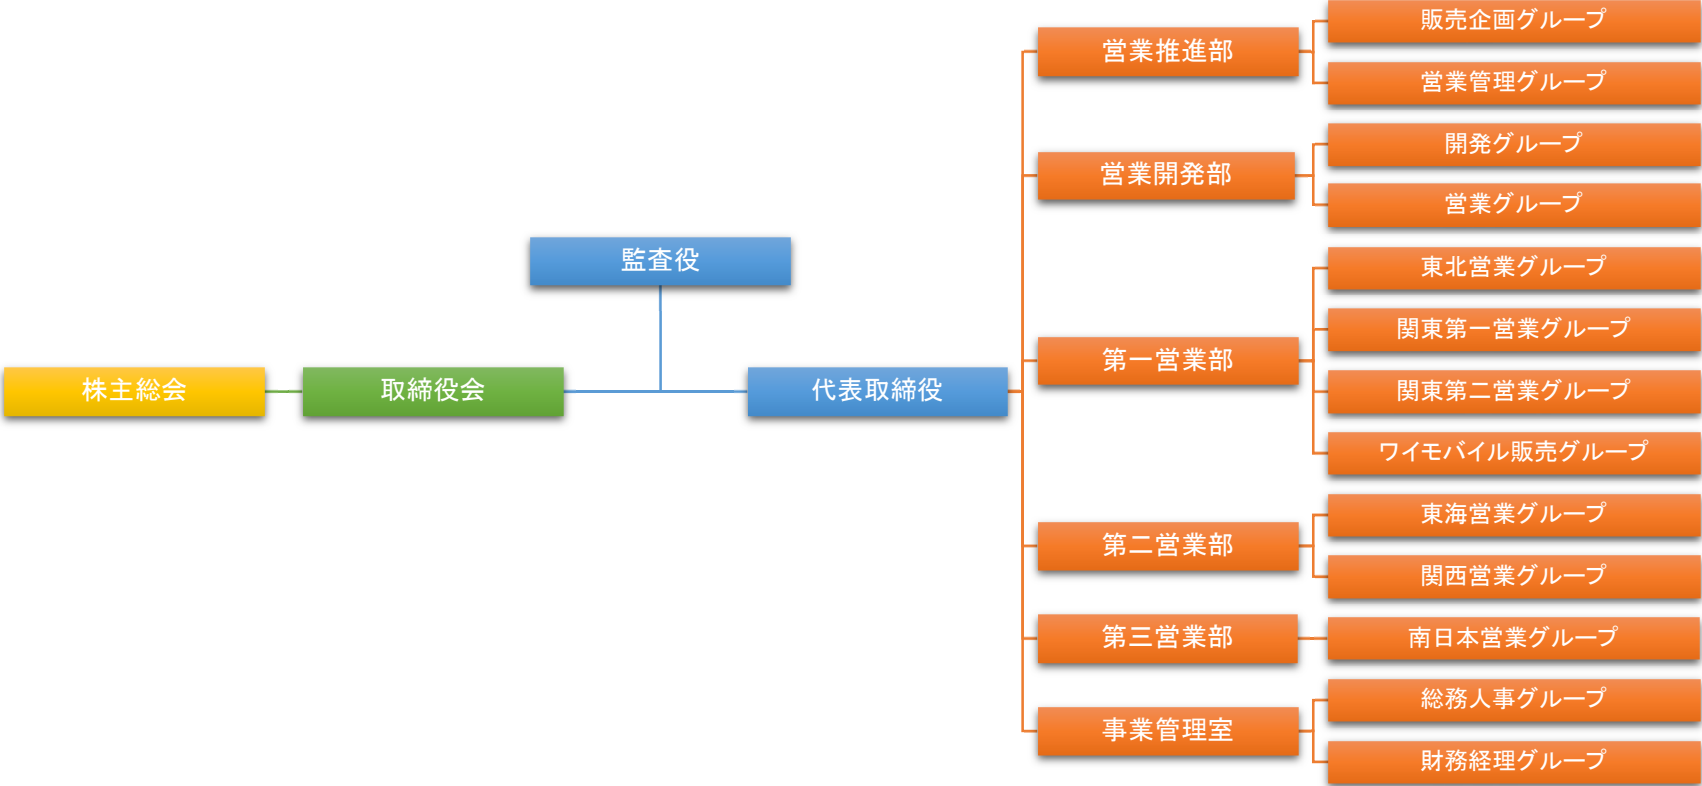 株主総会
取締役会
監査役
代表取締役
営業推進部
販売企画グループ
営業管理グループ
営業開発部
開発グループ
営業グループ
第一営業部
東北営業グループ
関東第一営業グループ
関東第二営業グループ
ワイモバイル販売グループ
第二営業部
東海営業グループ
関西営業グループ
第三営業部
南日本営業グループ
事業管理室
総務人事グループ
財務経理グループ